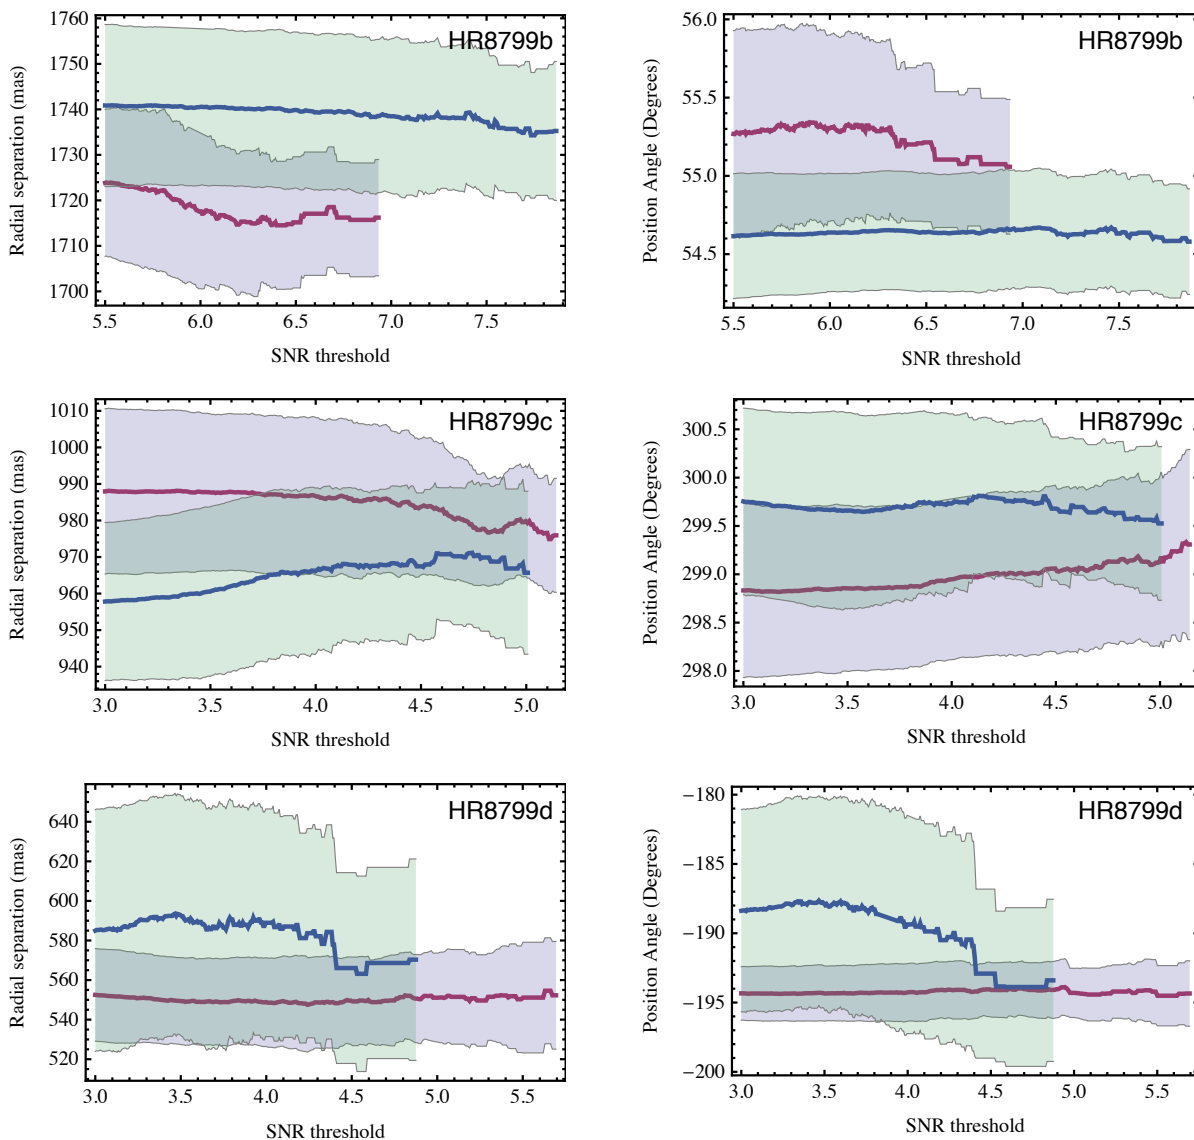 HR8799b
Radial separation (mas)
1760
1750
1740
1730
1720
1710
1700
5.5 6.0 6.5 7.0 7.5
SNR threshold
HR8799b
Position Angle (Degrees)
56.0
55.5
55.0
54.5
5.5 6.0 6.5 7.0 7.5
SNR threshold
HR8799c
Radial separation (mas)
1010
1000
990
980
970
960
950
940
3.0 3.5 4.0 4.5 5.0
SNR threshold
HR8799c
Position Angle (Degrees)
300.5
300.0
299.5
299.0
298.5
298.0
3.0 3.5 4.0 4.5 5.0
SNR threshold
HR8799d
Radial separation (mas)
640
620
600
580
560
540
520
3.0 3.5 4.0 4.5 5.0 5.5
SNR threshold
HR8799d
Position Angle (Degrees)
−180
−185
−190
−195
−200
3.0 3.5 4.0 4.5 5.0 5.5
SNR threshold